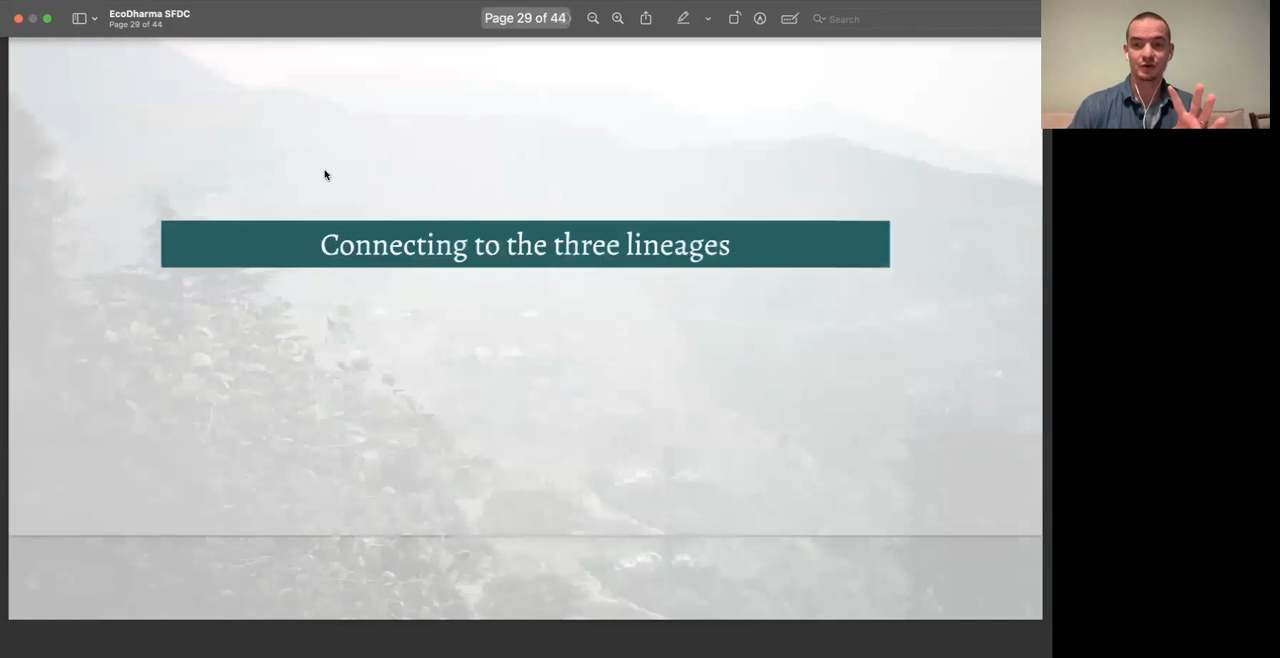 EcoDharma SFDC
Page 29 of 44
Page 29 of 44
Search
Connecting to the three lineages